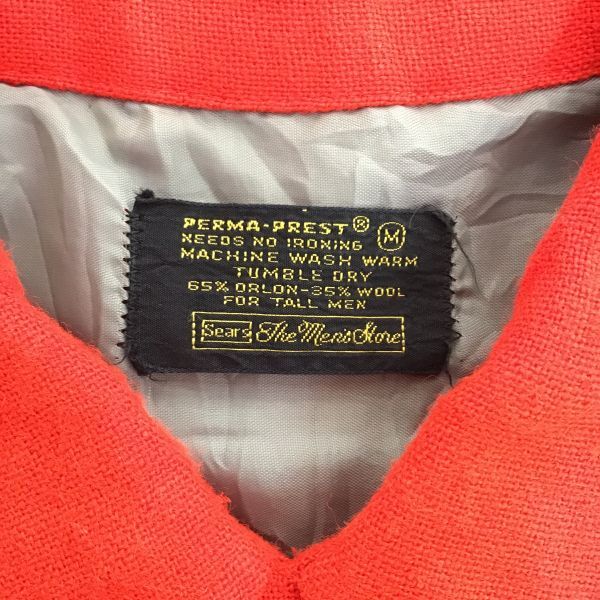 PERMA-PREST® M
NEEDS NO IRONING
MACHINE WASH WARM
TUMBLE DRY
65% ORLON-35% WOOL
FOR TALL MEN
Sears The Men's Store